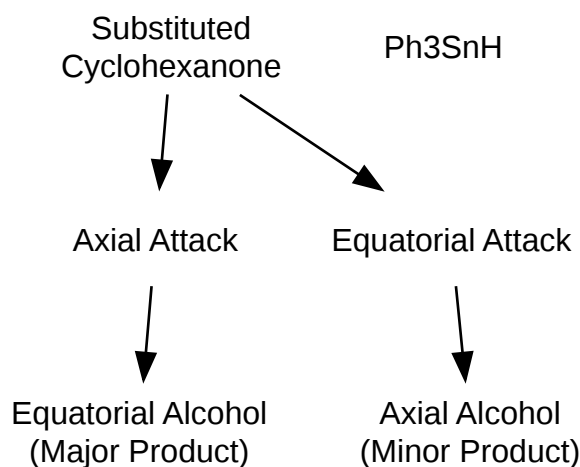 Substituted
Cyclohexanone
Ph3SnH
Axial Attack
Equatorial Attack
Equatorial Alcohol
(Major Product)
Axial Alcohol
(Minor Product)